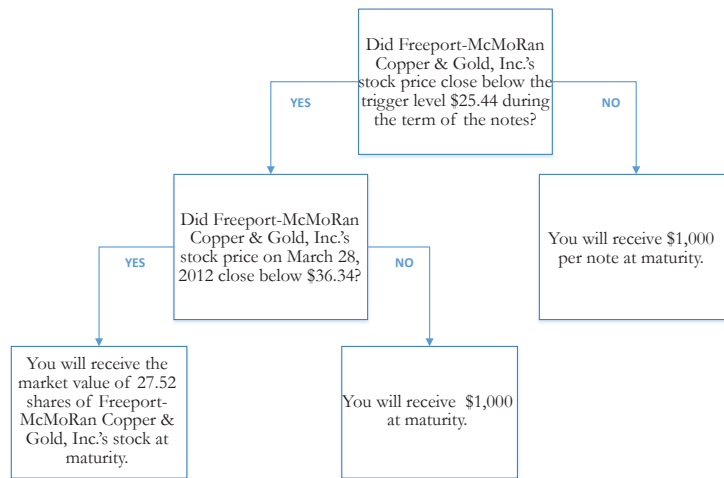 Did Freeport-McMoRan
Copper & Gold, Inc.'s
stock price close below the
trigger level $25.44 during
the term of the notes?
YES
NO
Did Freeport-McMoRan
Copper & Gold, Inc.'s
stock price on March 28,
2012 close below $36.34?
You will receive $1,000
per note at maturity.
YES
NO
You will receive the
market value of 27.52
shares of Freeport-
McMoRan Copper &
Gold, Inc.'s stock at
maturity.
You will receive $1,000
at maturity.